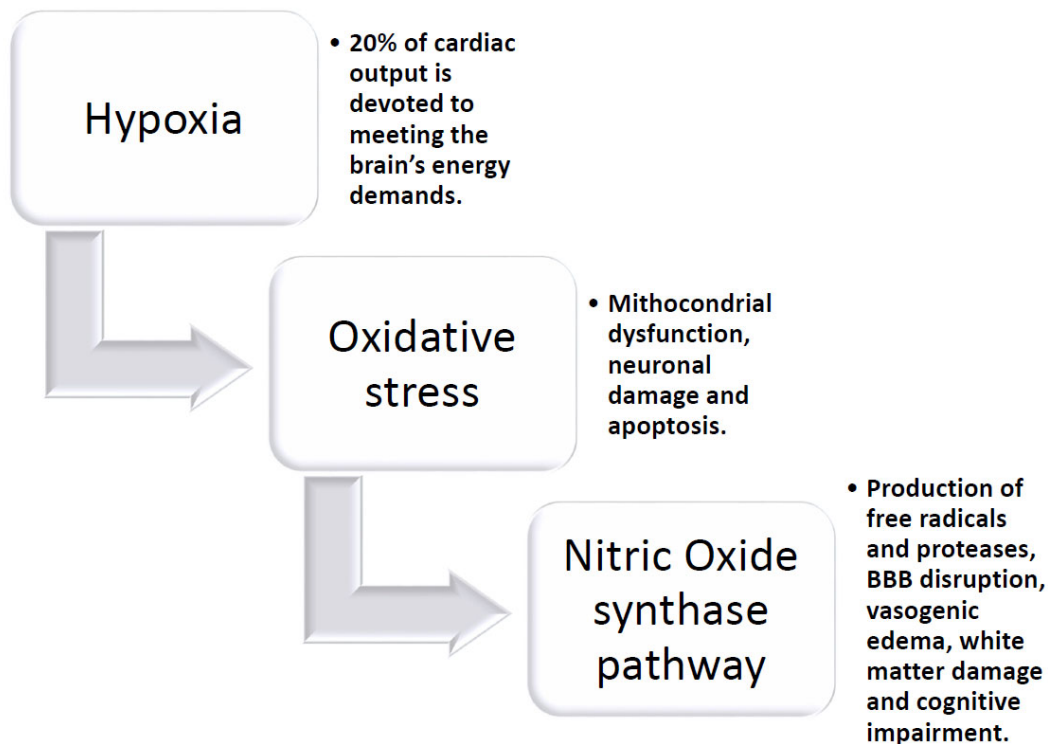 Hypoxia
• 20% of cardiac
output is
devoted to
meeting the
brain’s energy
demands.
Oxidative
stress
• Mithocondrial
dysfunction,
neuronal
damage and
apoptosis.
Nitric Oxide
synthase
pathway
• Production of
free radicals
and proteases,
BBB disruption,
vasogenic
edema, white
matter damage
and cognitive
impairment.